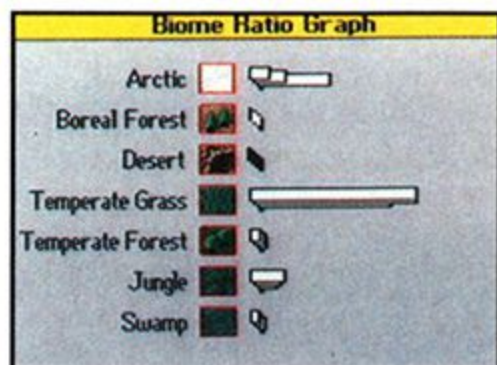 Biome Ratio Graph
Arctic
Boreal Forest
Desert
Temperate Grass
Temperate Forest
Jungle
Swamp